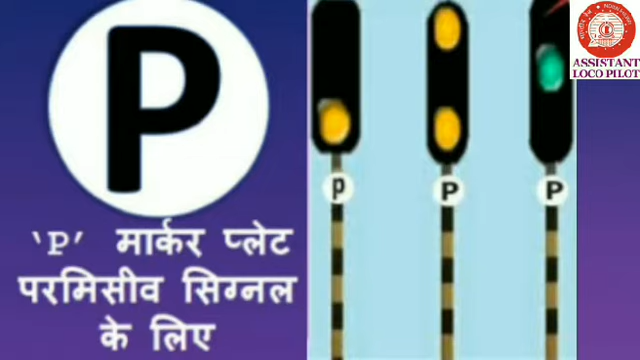 P
'P' मार्कर प्लेट
परमिसीव सिग्नल
के लिए
p
P
P
ASSISTANT
LOCO PILOT